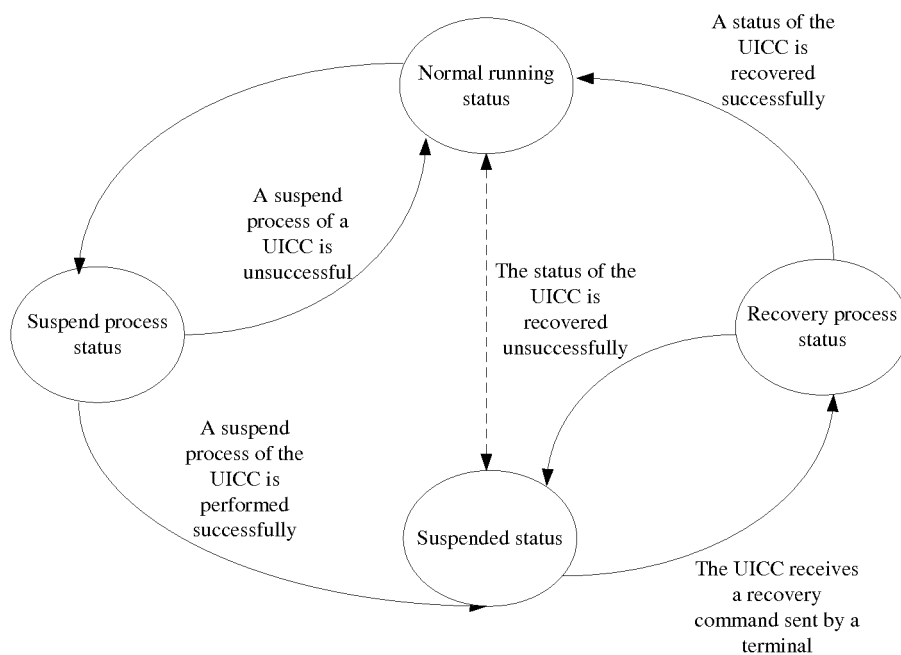 A status of the
UICC is
recovered
successfully
Normal running
status
A suspend
process of a
UICC is
unsuccessful
The status of the
UICC is
recovered
unsuccessfully
Suspend process
status
Recovery process
status
A suspend
process of the
UICC is
performed
successfully
Suspended status
The UICC receives
a recovery
command sent by a
terminal